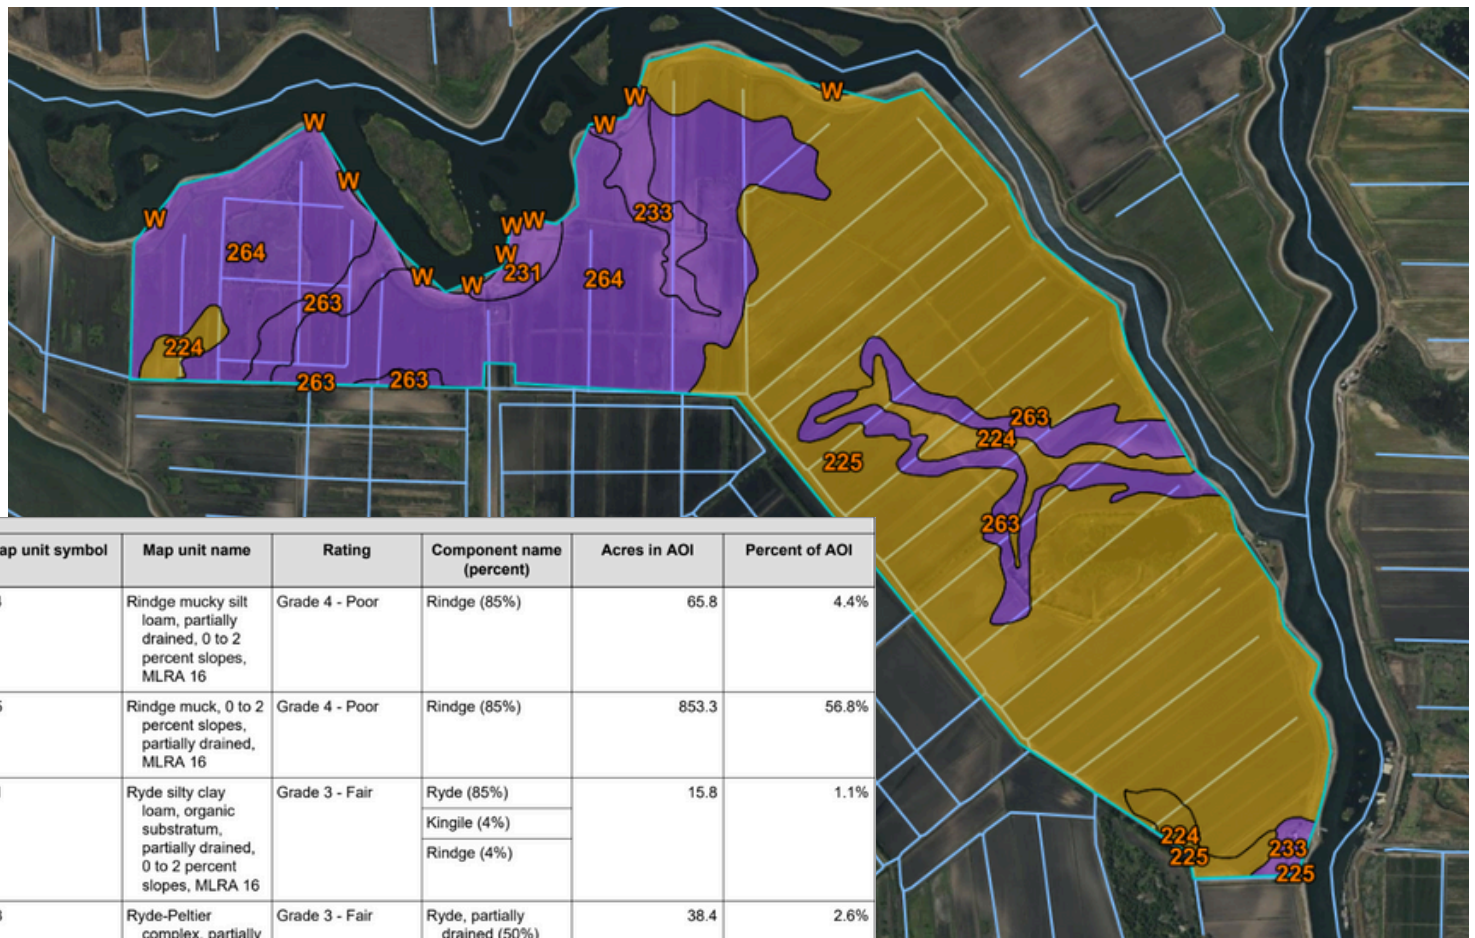 W
W
W
W
W
264
W
233
W W
W
231
264
W
W
263
224
263
263
263
224
225
263
224
225
233
225
ap unit symbol
Map unit name
Rating
Component name
(percent)
Acres in AOI
Percent of AOI
Rindge mucky silt
loam, partially
drained, 0 to 2
percent slopes,
MLRA 16
Grade 4 - Poor
Rindge (85%)
65.8
4.4%
Rindge muck, 0 to 2
percent slopes,
partially drained,
MLRA 16
Grade 4 - Poor
Rindge (85%)
853.3
56.8%
Ryde silty clay
loam, organic
substratum,
partially drained,
0 to 2 percent
slopes, MLRA 16
Grade 3 - Fair
Ryde (85%)
Kingile (4%)
Rindge (4%)
15.8
1.1%
Ryde-Peltier
complex, partially
Grade 3 - Fair
Ryde, partially
drained (50%)
38.4
2.6%